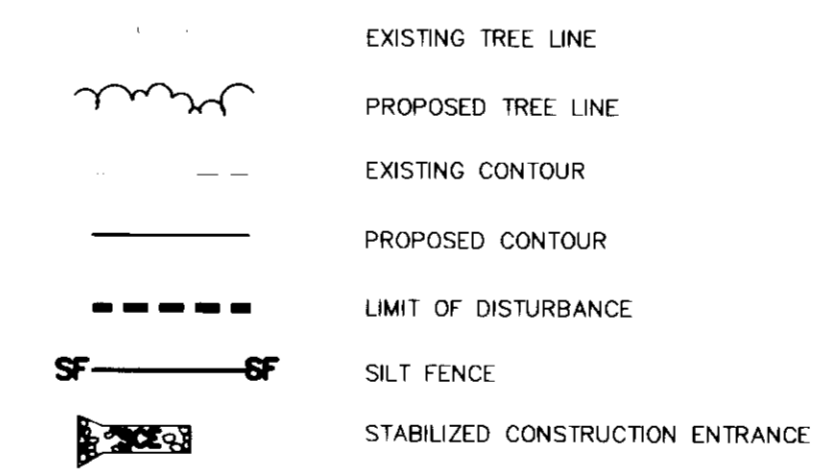 EXISTING TREE LINE
PROPOSED TREE LINE
EXISTING CONTOUR
PROPOSED CONTOUR
LIMIT OF DISTURBANCE
SF SF SILT FENCE
SCE STABILIZED CONSTRUCTION ENTRANCE